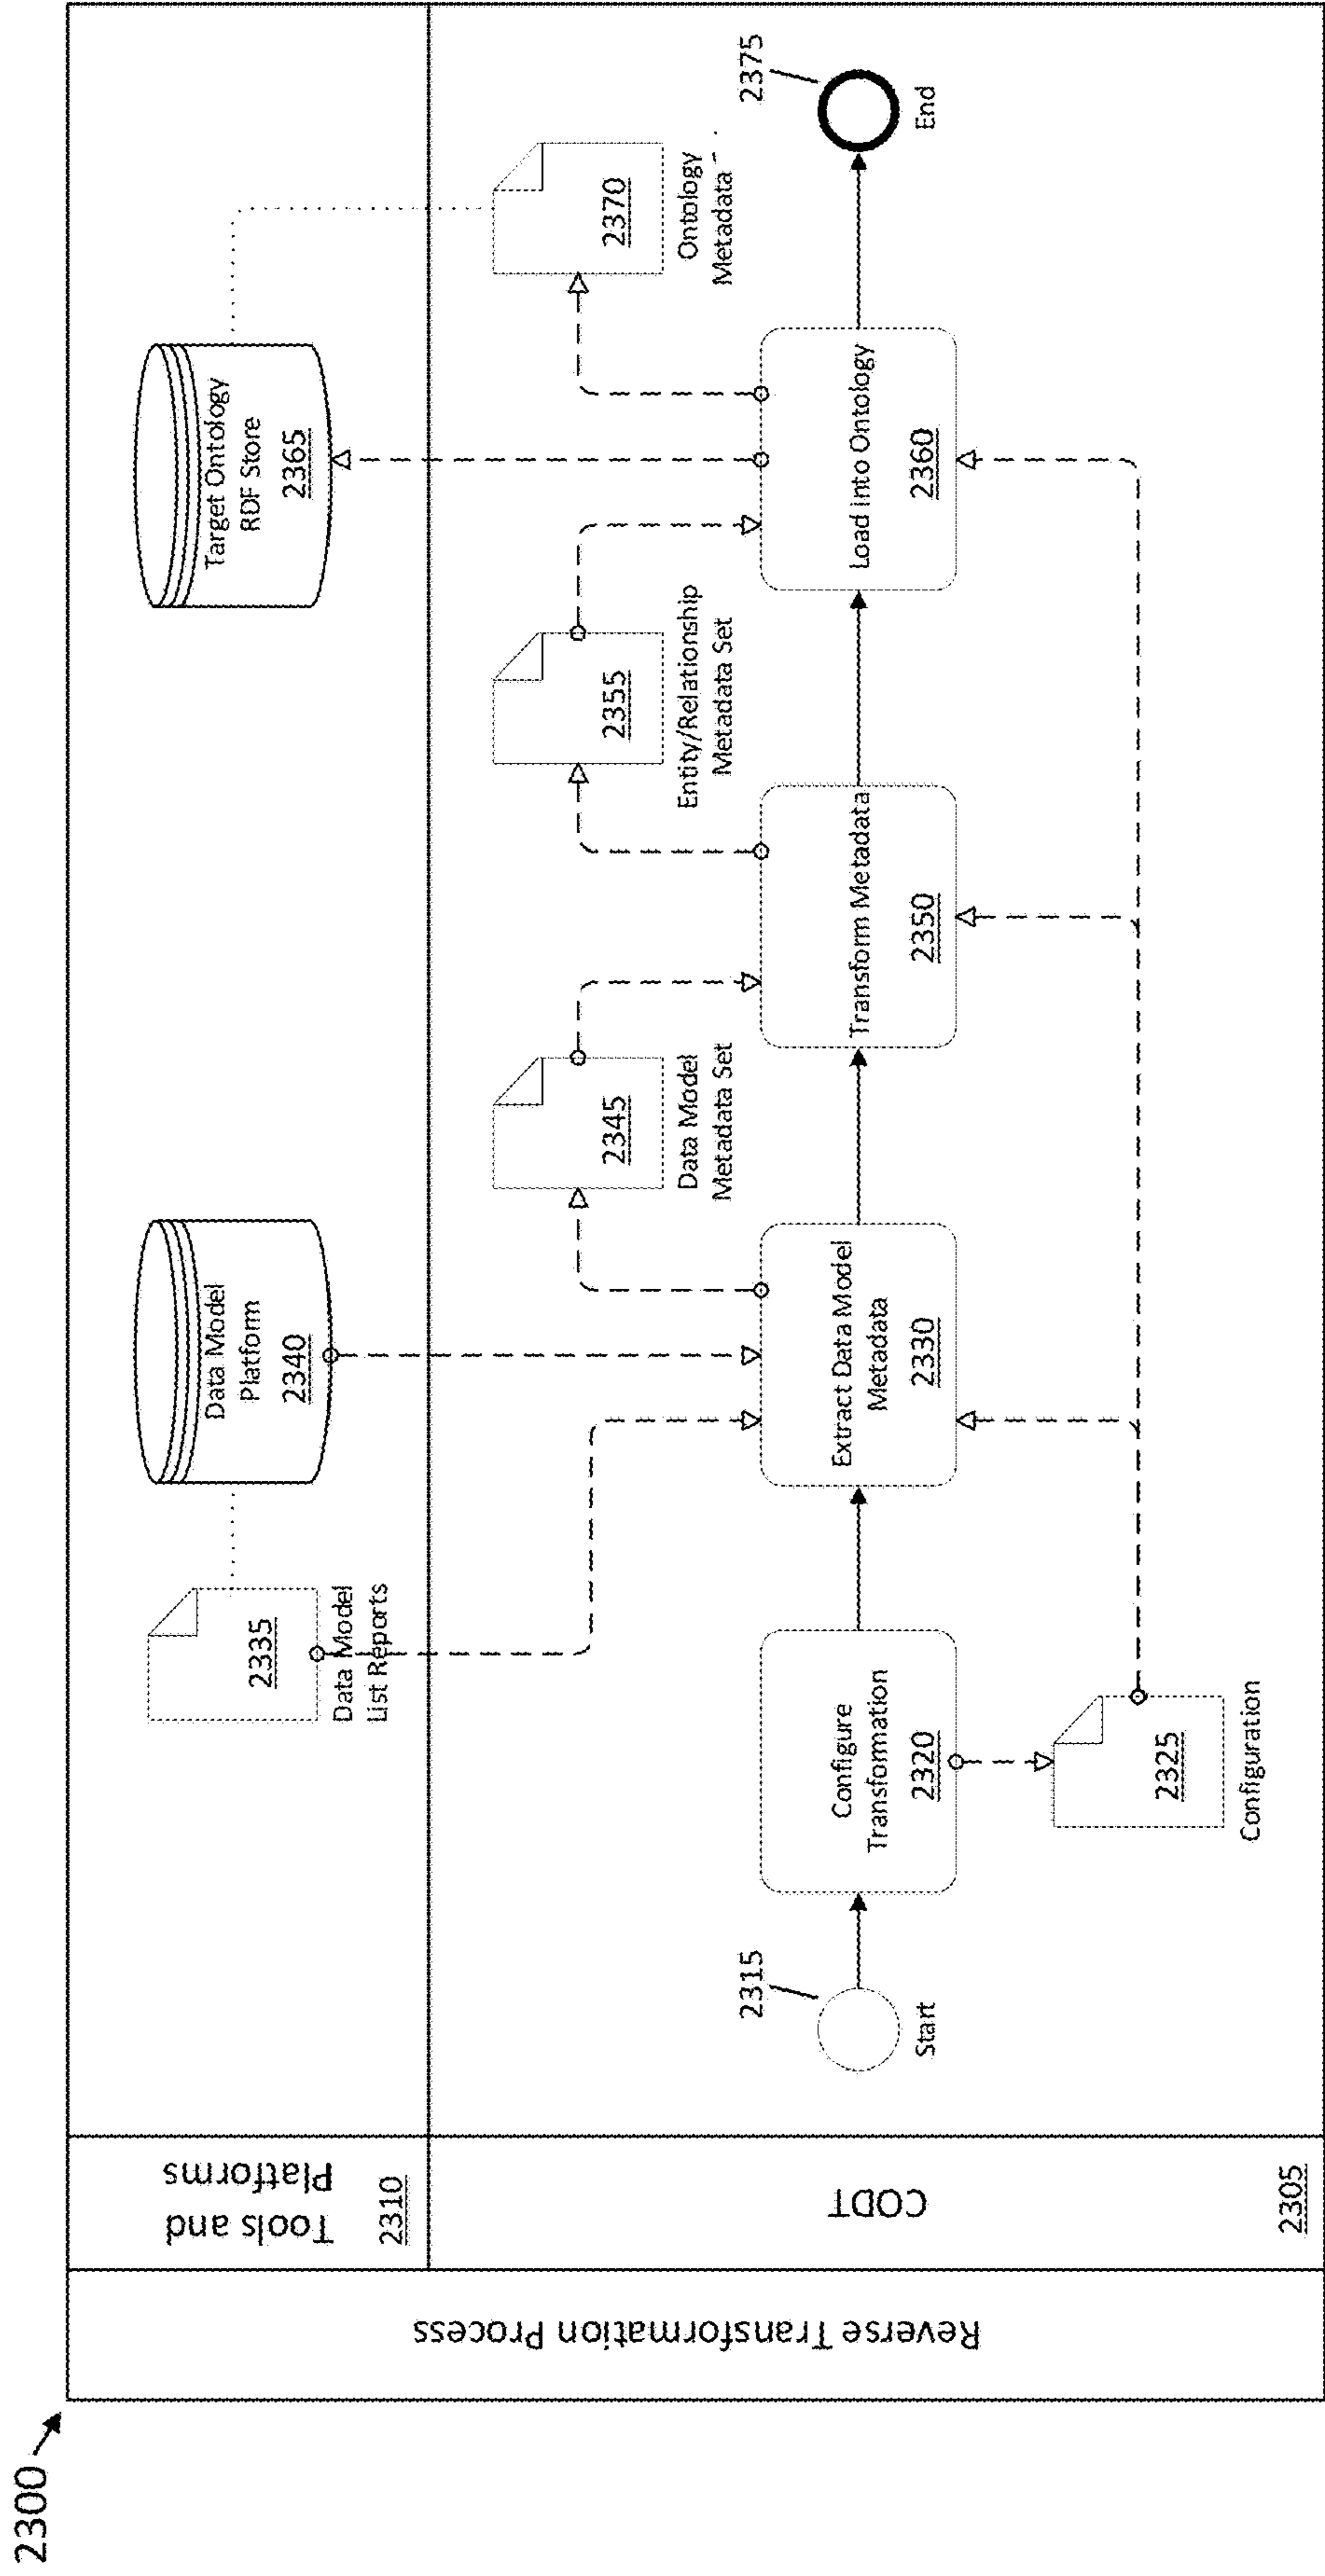 2300
Reverse Transformation Process
Tools and
Platforms
2310
CODT
2305
2335
Data Model
List Reports
Data Model
Platform
2340
Target Ontology
RDF Store
2365
2315
Start
Configure
Transformation
2320
2325
Configuration
Extract Data Model
Metadata
2330
2345
Data Model
Metadata Set
Transform Metadata
2350
2355
Entity/Relationship
Metadata Set
Load into Ontology
2360
2370
Ontology
Metadata
2375
End